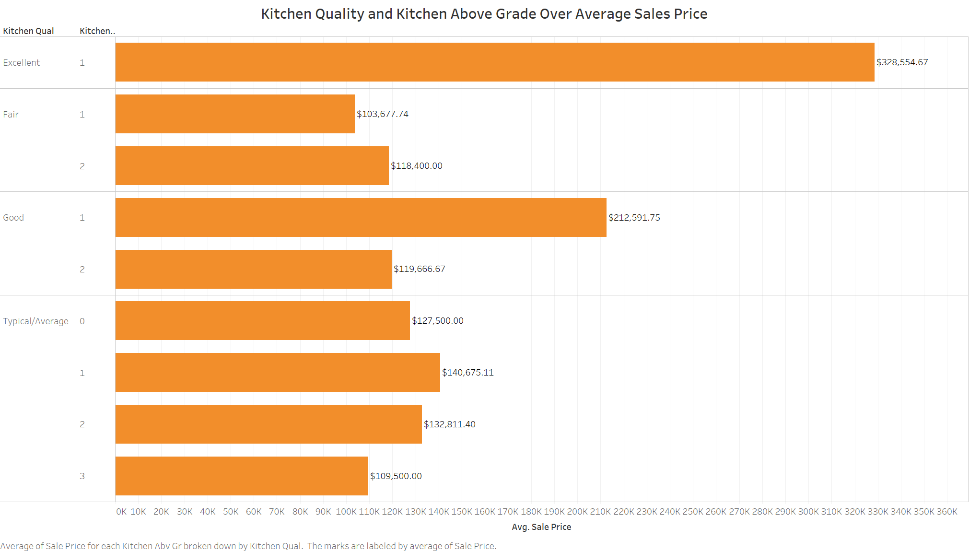 Kitchen Quality and Kitchen Above Grade Over Average Sales Price
Kitchen Qual Kitchen..
Excellent 1 $328,554.67
Fair 1 $103,677.74
2 $118,400.00
Good 1 $212,591.75
2 $119,666.67
Typical/Average 0 $127,500.00
1 $140,675.11
2 $132,811.40
3 $109,500.00
0K 10K 20K 30K 40K 50K 60K 70K 80K 90K 100K 110K 120K 130K 140K 150K 160K 170K 180K 190K 200K 210K 220K 230K 240K 250K 260K 270K 280K 290K 300K 310K 320K 330K 340K 350K 360K
Avg. Sale Price
Average of Sale Price for each Kitchen Abv Gr broken down by Kitchen Qual. The marks are labeled by average of Sale Price.